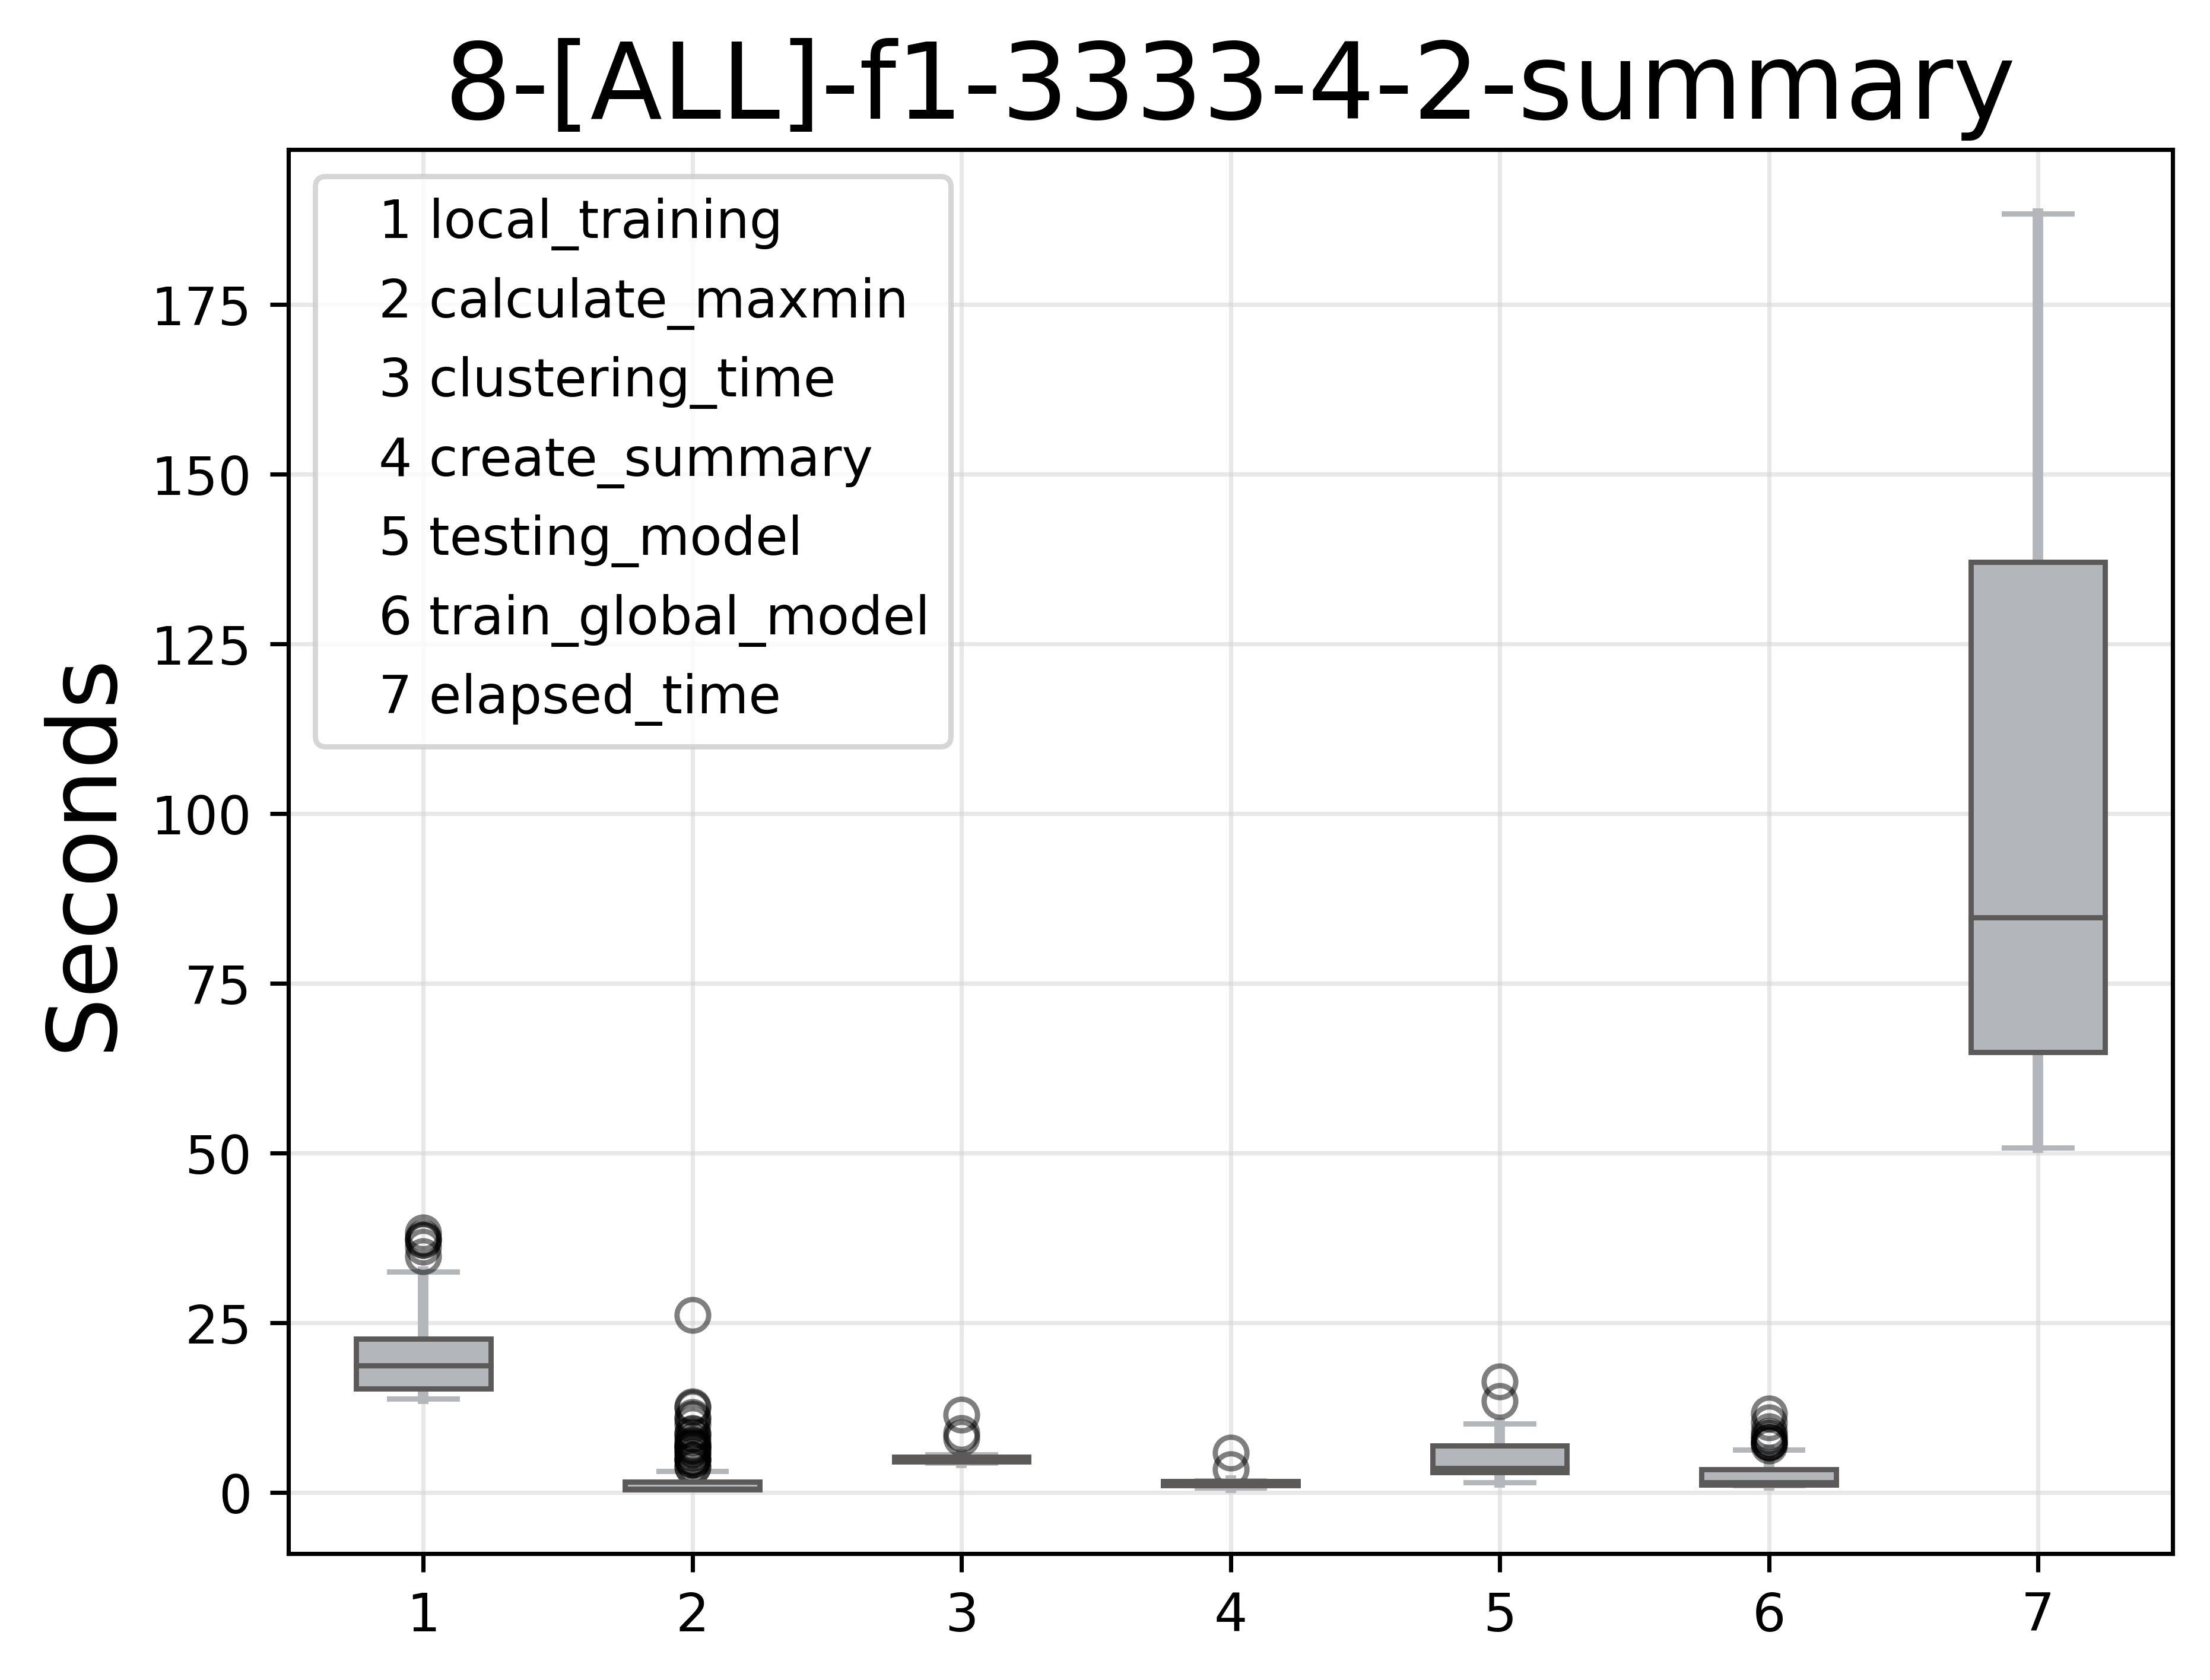 8-[ALL]-f1-3333-4-2-summary
1 local_training
2 calculate_maxmin
3 clustering_time
4 create_summary
5 testing_model
6 train_global_model
7 elapsed_time
Seconds
175
150
125
100
75
50
25
0
1 2 3 4 5 6 7